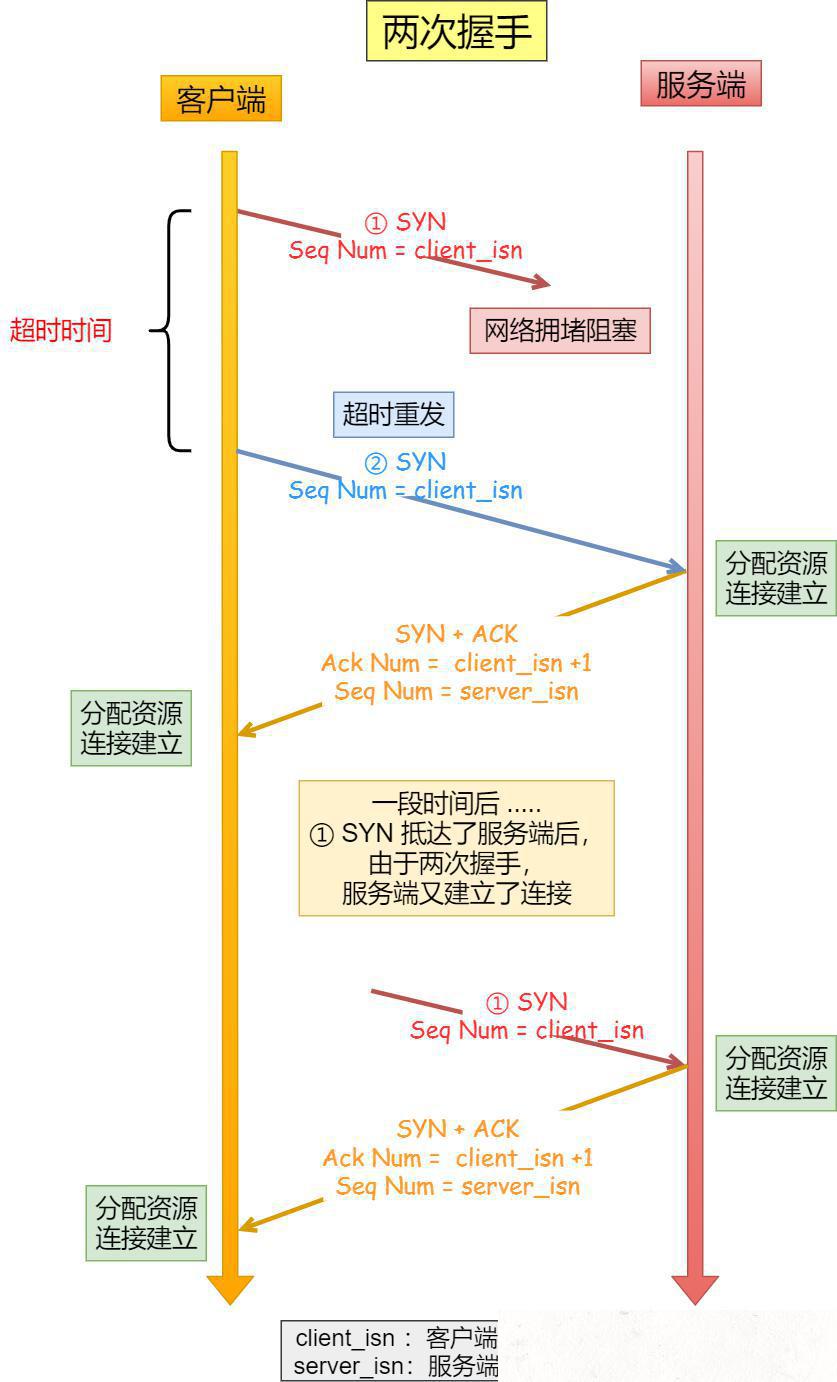 两次握手
客户端
服务端
① SYN
Seq Num = client_isn
超时时间
网络拥堵阻塞
超时重发
② SYN
Seq Num = client_isn
分配资源
连接建立
SYN + ACK
Ack Num = client_isn +1
Seq Num = server_isn
分配资源
连接建立
一段时间后 .....
① SYN 抵达了服务端后，
由于两次握手，
服务端又建立了连接
① SYN
Seq Num = client_isn
分配资源
连接建立
SYN + ACK
Ack Num = client_isn +1
Seq Num = server_isn
分配资源
连接建立
client_isn ：客户端
server_isn：服务端